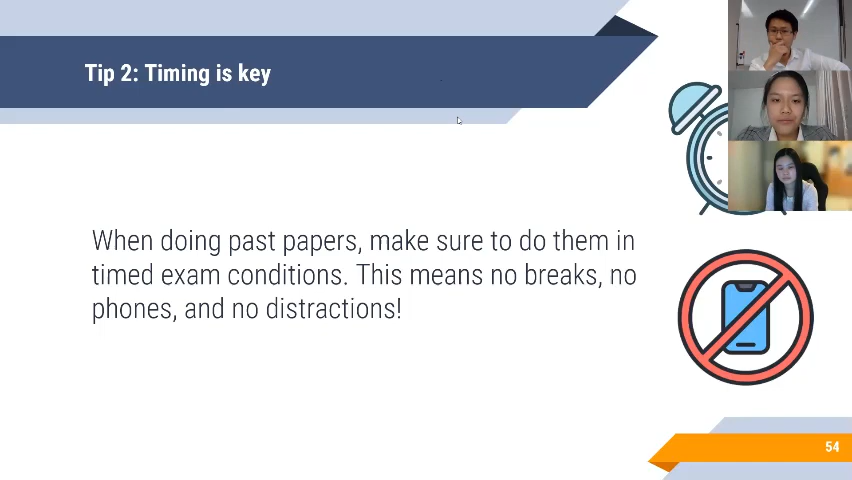 Tip 2: Timing is key
When doing past papers, make sure to do them in
timed exam conditions. This means no breaks, no
phones, and no distractions!
54